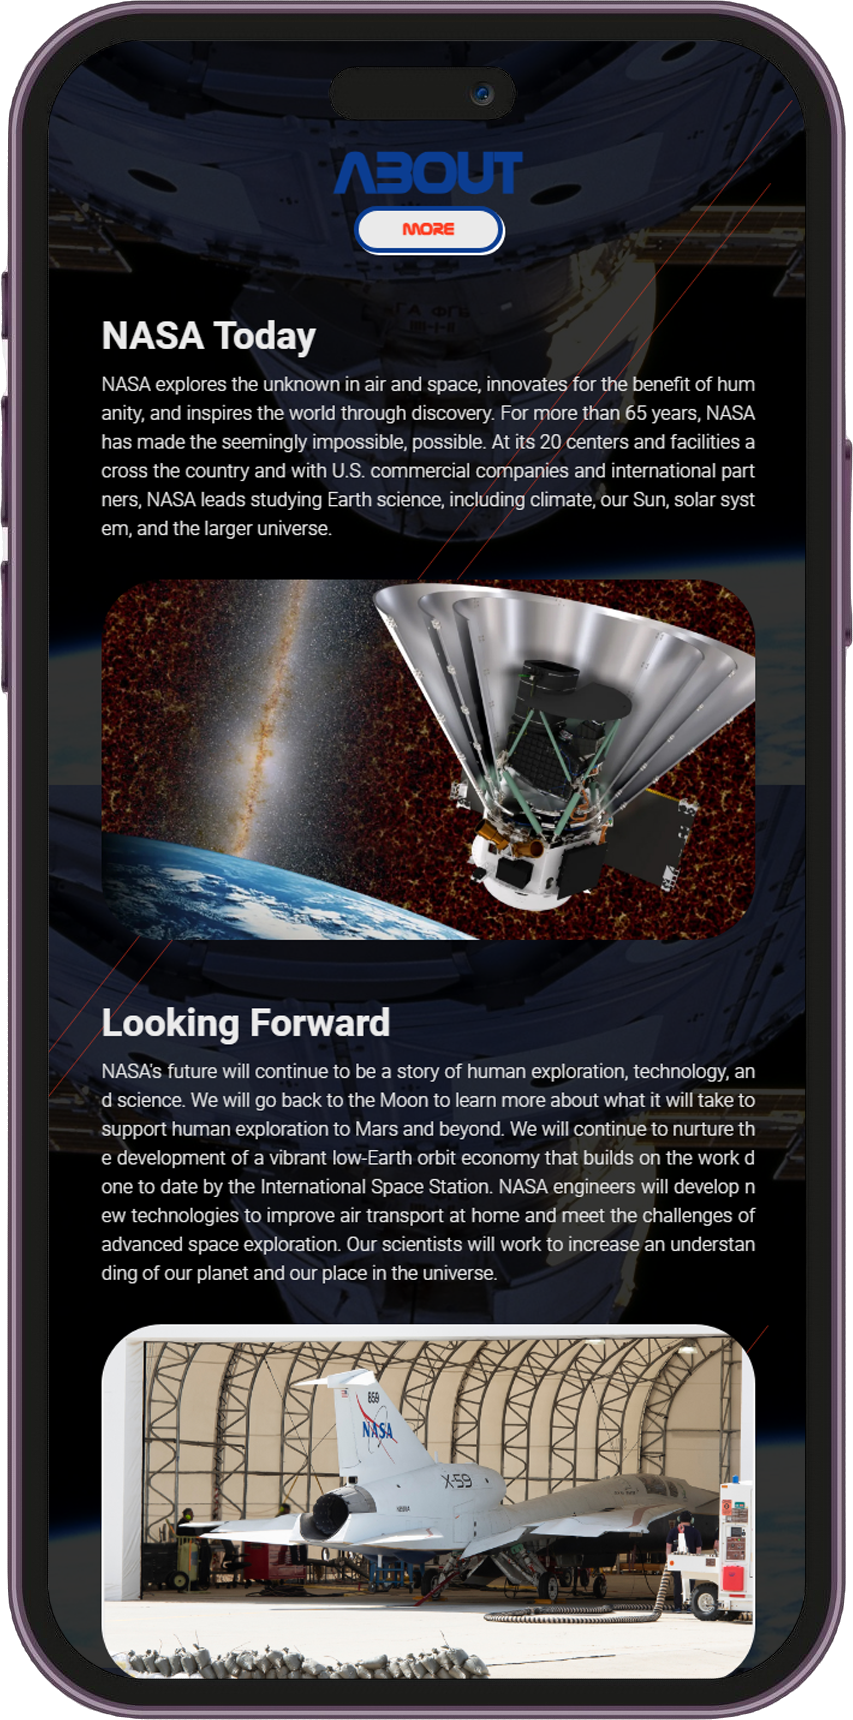 ABOUT
MORE
ГА ФГБ
NASA Today
NASA explores the unknown in air and space, innovates for the benefit of hum
anity, and inspires the world through discovery. For more than 65 years, NASA
has made the seemingly impossible, possible. At its 20 centers and facilities a
cross the country and with U.S. commercial companies and international part
ners, NASA leads studying Earth science, including climate, our Sun, solar syst
em, and the larger universe.
Looking Forward
NASA's future will continue to be a story of human exploration, technology, an
d science. We will go back to the Moon to learn more about what it will take to
support human exploration to Mars and beyond. We will continue to nurture th
e development of a vibrant low-Earth orbit economy that builds on the work d
one to date by the International Space Station. NASA engineers will develop n
ew technologies to improve air transport at home and meet the challenges of
advanced space exploration. Our scientists will work to increase an understan
ding of our planet and our place in the universe.
859
NASA
X-59